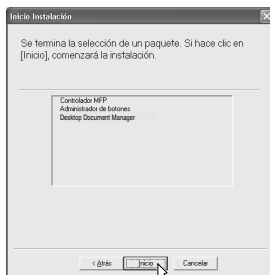 Inicio Instalación
Se termina la selección de un paquete. Si hace clic en
[Inicio], comenzará la instalación.
Controlador MFP
Administrador de botones
Desktop Document Manager
< Atrás
Inicio
Cancelar